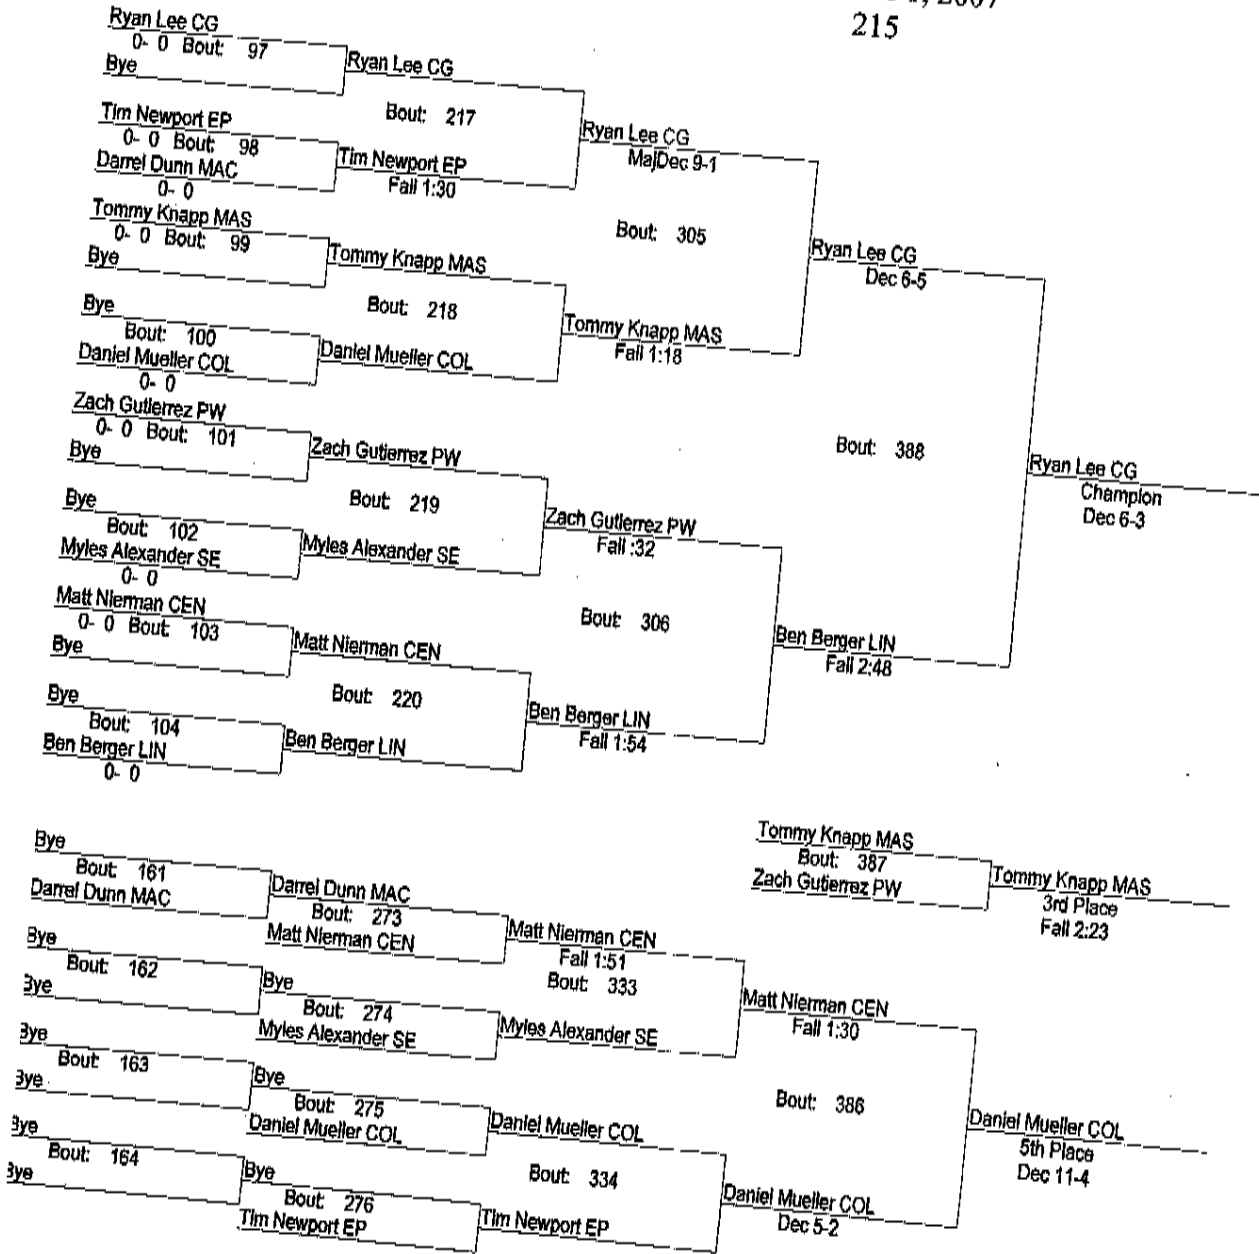 2007
215
Ryan Lee CG
0- 0 Bout: 97
Bye
Ryan Lee CG
Bout: 217
Tim Newport EP
0- 0 Bout: 98
Darrel Dunn MAC
0- 0
Tim Newport EP
Fall 1:30
Ryan Lee CG
MajDec 9-1
Bout: 305
Tommy Knapp MAS
0- 0 Bout: 99
Bye
Tommy Knapp MAS
Bout: 218
Bye
Bout: 100
Daniel Mueller COL
0- 0
Daniel Mueller COL
Tommy Knapp MAS
Fall 1:18
Ryan Lee CG
Dec 6-5
Bout: 388
Zach Gutierrez PW
0- 0 Bout: 101
Bye
Zach Gutierrez PW
Bout: 219
Bye
Bout: 102
Myles Alexander SE
0- 0
Myles Alexander SE
Zach Gutierrez PW
Fall :32
Bout: 306
Matt Nierman CEN
0- 0 Bout: 103
Bye
Matt Nierman CEN
Bout: 220
Bye
Bout: 104
Ben Berger LIN
0- 0
Ben Berger LIN
Ben Berger LIN
Fall 1:54
Ben Berger LIN
Fall 2:48
Ryan Lee CG
Champion
Dec 6-3
Tommy Knapp MAS
Bout: 387
Zach Gutierrez PW
Tommy Knapp MAS
3rd Place
Fall 2:23
Bye
Bout: 161
Darrel Dunn MAC
Darrel Dunn MAC
Bout: 273
Matt Nierman CEN
Matt Nierman CEN
Fall 1:51
Bout: 333
Bye
Bout: 162
Bye
Bye
Bout: 274
Myles Alexander SE
Myles Alexander SE
Matt Nierman CEN
Fall 1:30
Bout: 386
Bye
Bout: 163
Bye
Bye
Bout: 275
Daniel Mueller COL
Daniel Mueller COL
Bout: 334
Bye
Bout: 164
Bye
Bye
Bout: 276
Tim Newport EP
Tim Newport EP
Daniel Mueller COL
Dec 5-2
Daniel Mueller COL
5th Place
Dec 11-4